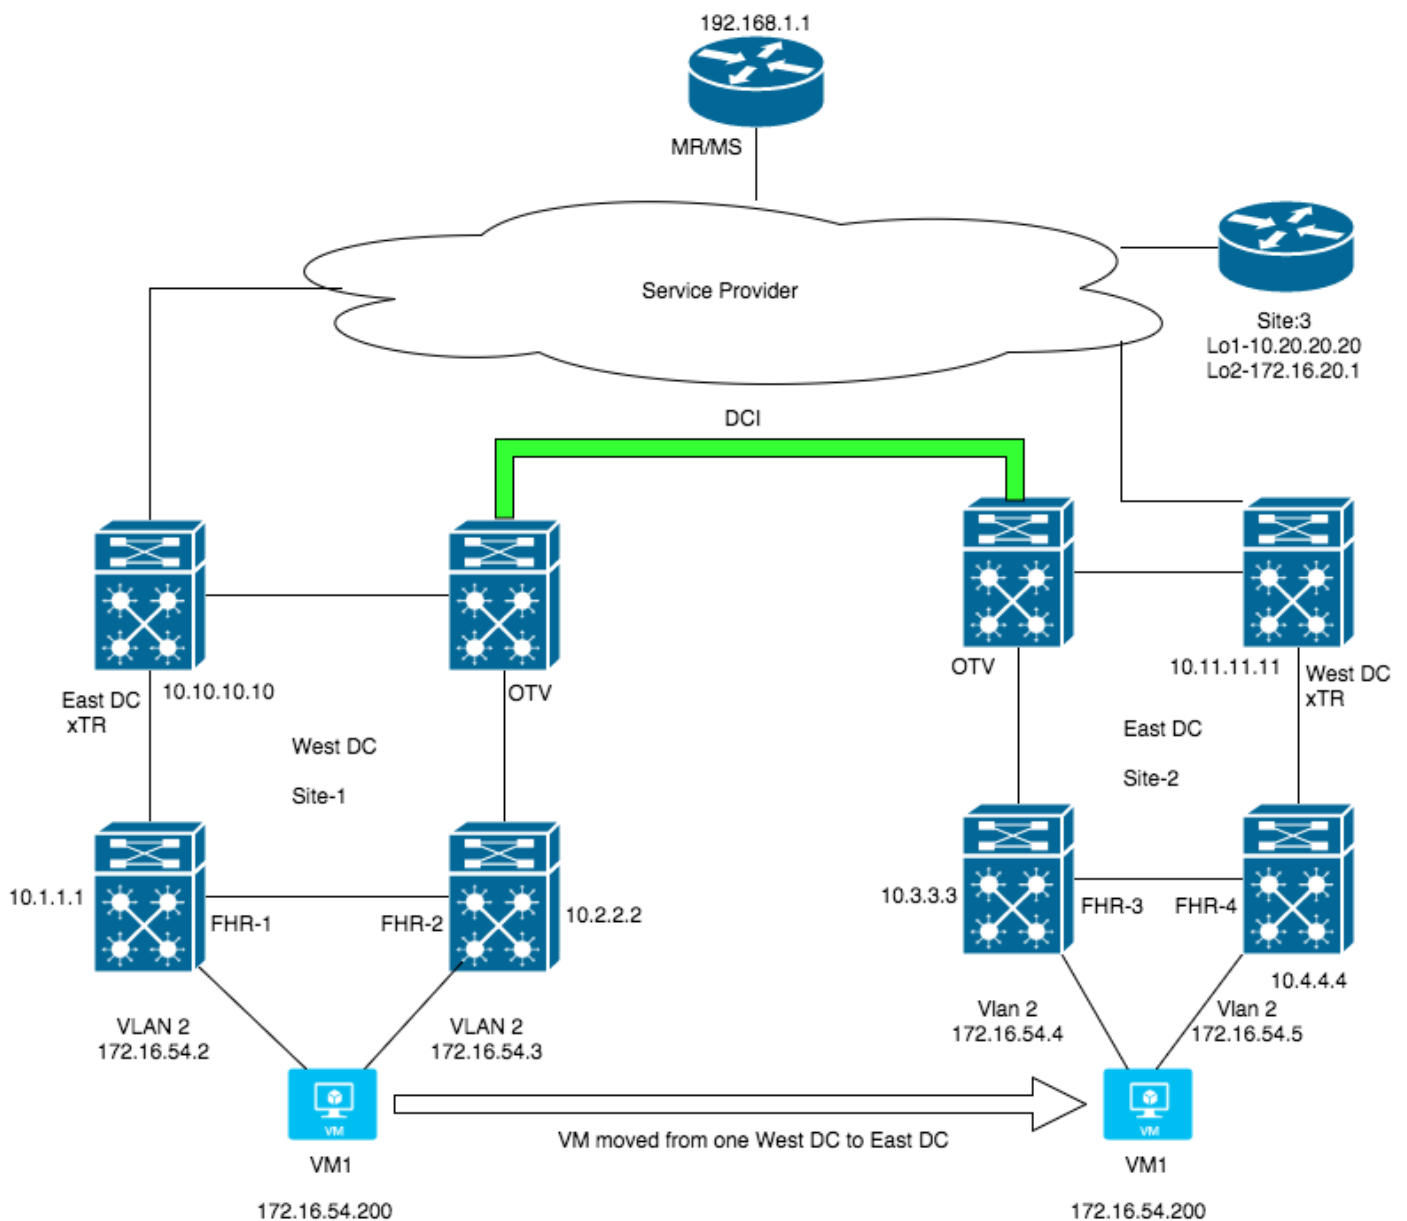 192.168.1.1
MR/MS
Service Provider
Site:3
Lo1-10.20.20.20
Lo2-172.16.20.1
DCI
East DC
xTR
10.10.10.10
OTV
West DC
Site-1
OTV
10.11.11.11
West DC
xTR
East DC
Site-2
10.1.1.1
FHR-1
FHR-2
10.2.2.2
10.3.3.3
FHR-3
FHR-4
10.4.4.4
VLAN 2
172.16.54.2
VLAN 2
172.16.54.3
Vlan 2
172.16.54.4
Vlan 2
172.16.54.5
VM
VM
VM moved from one West DC to East DC
VM1
172.16.54.200
VM1
172.16.54.200